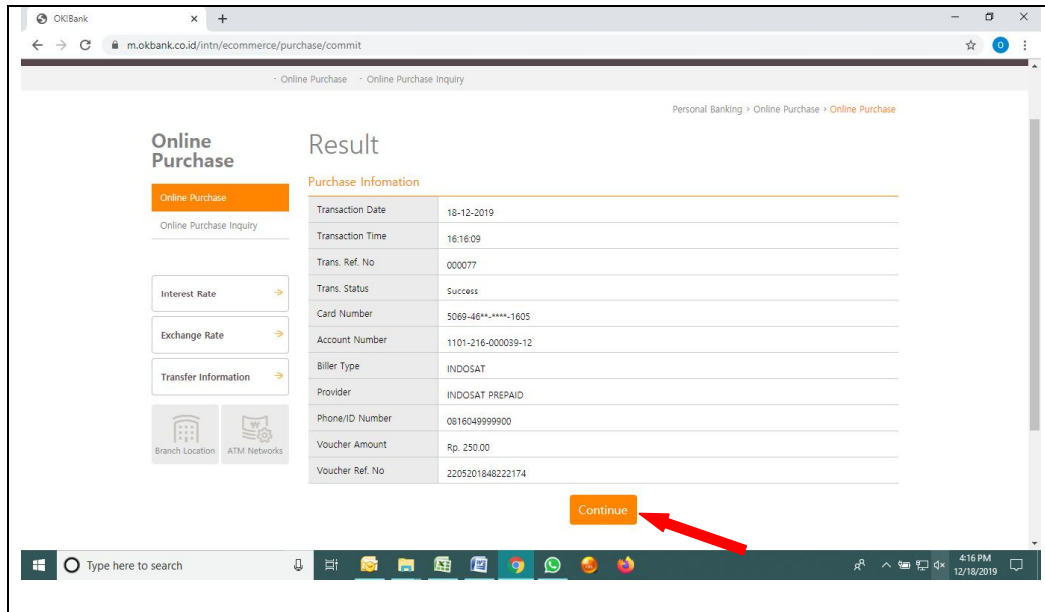 OK!Bank
m.okbank.co.id/intn/ecommerce/purchase/commit
O
· Online Purchase · Online Purchase Inquiry
Personal Banking > Online Purchase > Online Purchase
Online
Purchase
Online Purchase
Online Purchase Inquiry
Interest Rate
Exchange Rate
Transfer Information
Branch Location ATM Networks
Result
Purchase Infomation
Transaction Date 18-12-2019
Transaction Time 16:16:09
Trans. Ref. No 000077
Trans. Status Success
Card Number 5069-46**-****-1605
Account Number 1101-216-000039-12
Biller Type INDOSAT
Provider INDOSAT PREPAID
Phone/ID Number 0816049999900
Voucher Amount Rp. 250.00
Voucher Ref. No 2205201848222174
Continue
Type here to search
4:16 PM
12/18/2019